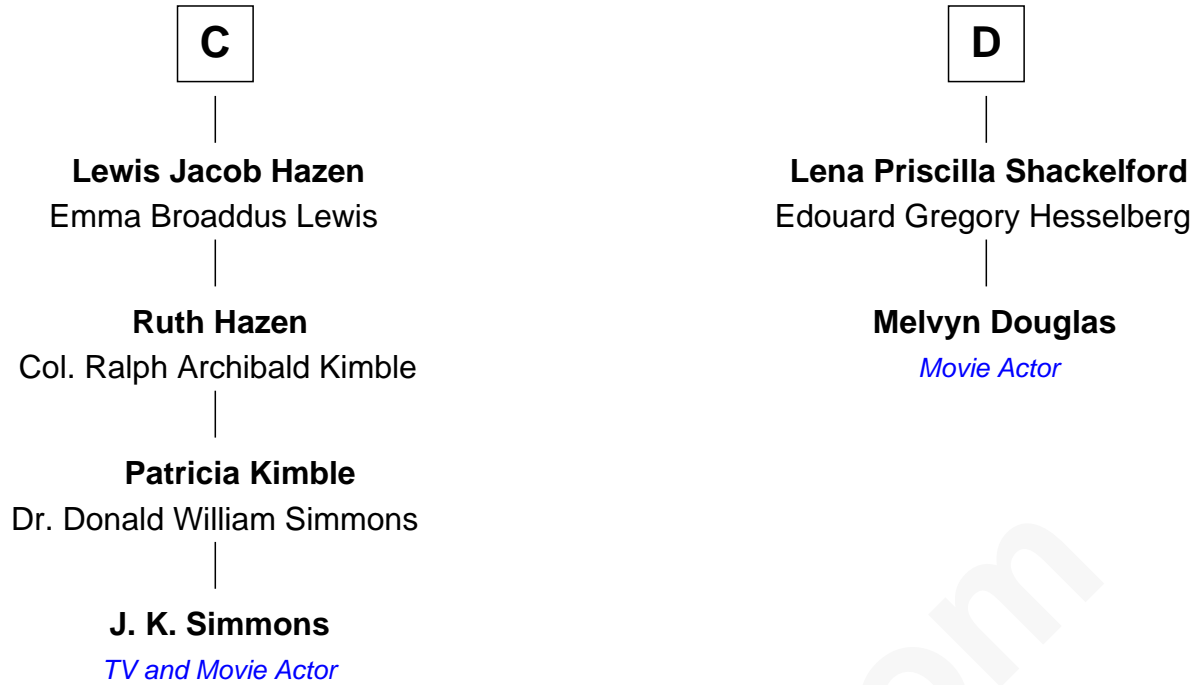 C
Lewis Jacob Hazen
Emma Broaddus Lewis
Ruth Hazen
Col. Ralph Archibald Kimble
Patricia Kimble
Dr. Donald William Simmons
J. K. Simmons
TV and Movie Actor
D
Lena Priscilla Shackelford
Edouard Gregory Hesselberg
Melvyn Douglas
Movie Actor
om